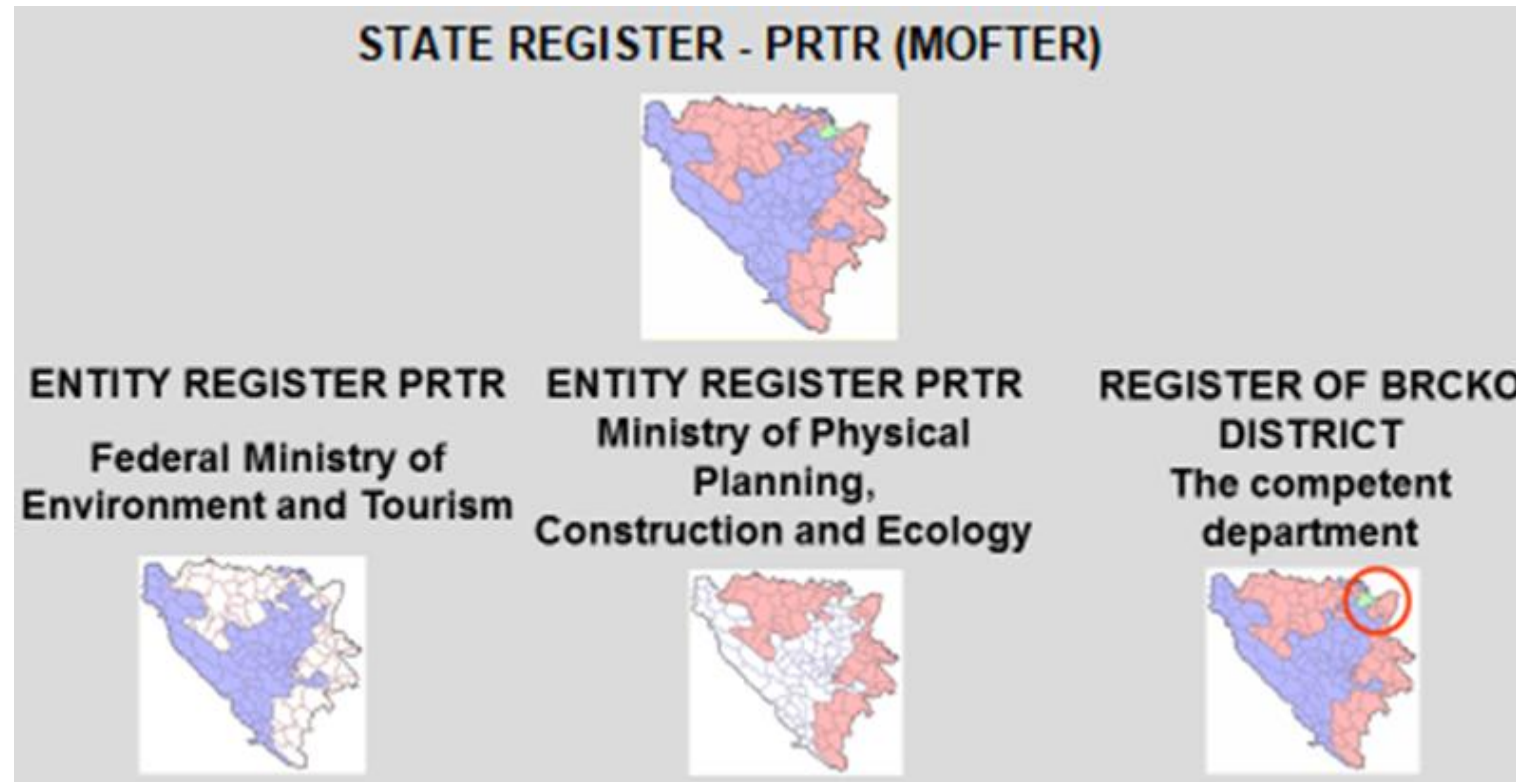 STATE REGISTER - PRTR (MOFTER)
ENTITY REGISTER PRTR
Federal Ministry of
Environment and Tourism
ENTITY REGISTER PRTR
Ministry of Physical
Planning,
Construction and Ecology
REGISTER OF BRCKO
DISTRICT
The competent
department